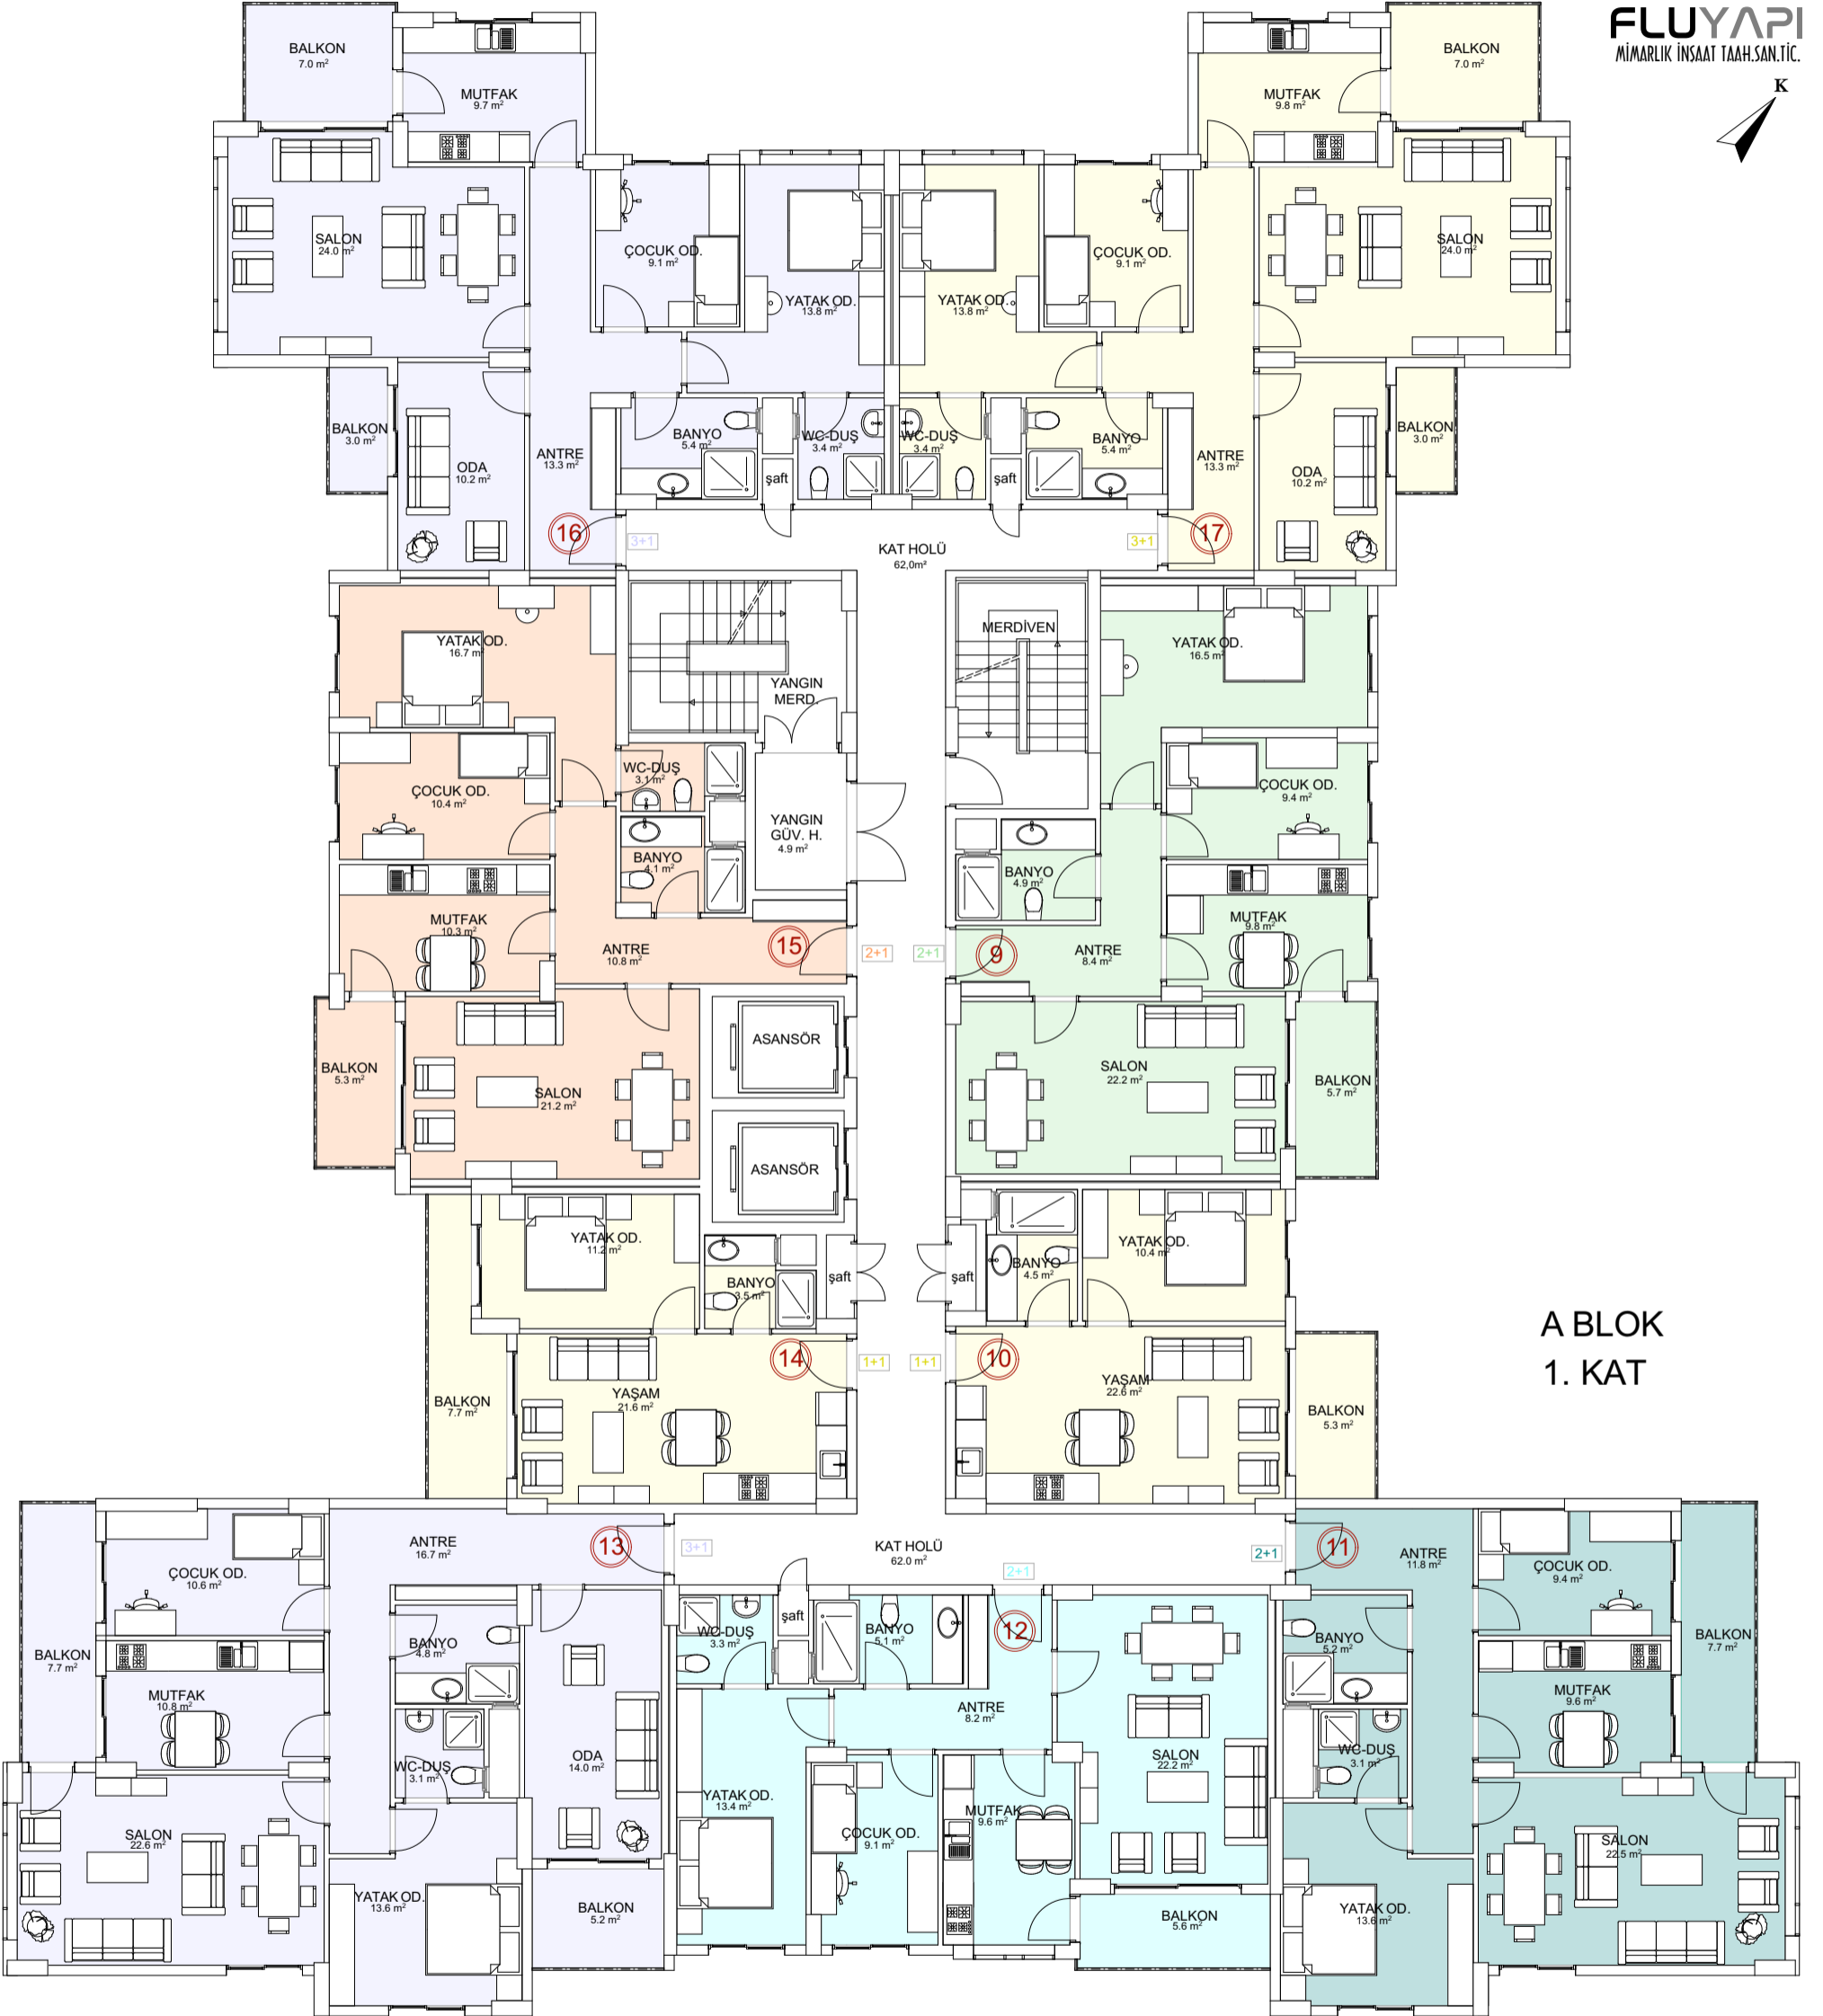 FLUYAPI
MİMARLIK İNŞAAT TAAH.SAN.TİC.
K
BALKON
7.0 m²
MUTFAK
9.7 m²
SALON
24.0 m²
ÇOCUK OD.
9.1 m²
YATAK OD.
13.8 m²
BALKON
3.0 m²
ODA
10.2 m²
ANTRE
13.3 m²
BANYO
5.4 m²
şaft
WC-DUŞ
3.4 m²
16
3+1
MUTFAK
9.8 m²
BALKON
7.0 m²
YATAK OD.
13.8 m²
ÇOCUK OD.
9.1 m²
SALON
24.0 m²
WC-DUŞ
3.4 m²
şaft
BANYO
5.4 m²
ANTRE
13.3 m²
ODA
10.2 m²
BALKON
3.0 m²
3+1
17
KAT HOLÜ
62,0m²
YATAK OD.
16.7 m²
YANGIN
MERD.
ÇOCUK OD.
10.4 m²
WC-DUŞ
3.1 m²
YANGIN
GÜV. H.
4.9 m²
BANYO
4.1 m²
MUTFAK
10.3 m²
ANTRE
10.8 m²
15
2+1
BALKON
5.3 m²
SALON
21.2 m²
ASANSÖR
ASANSÖR
MERDİVEN
YATAK OD.
16.5 m²
ÇOCUK OD.
9.4 m²
BANYO
4.9 m²
MUTFAK
9.8 m²
2+1
9
ANTRE
8.4 m²
SALON
22.2 m²
BALKON
5.7 m²
YATAK OD.
11.2 m²
BANYO
3.5 m²
şaft
14
1+1
YAŞAM
21.6 m²
BALKON
7.7 m²
şaft
BANYO
4.5 m²
YATAK OD.
10.4 m²
1+1
10
YAŞAM
22.6 m²
BALKON
5.3 m²
A BLOK
1. KAT
ANTRE
16.7 m²
13
3+1
ÇOCUK OD.
10.6 m²
BALKON
7.7 m²
BANYO
4.8 m²
MUTFAK
10.8 m²
WC-DUŞ
3.1 m²
ODA
14.0 m²
SALON
22.6 m²
YATAK OD.
13.6 m²
BALKON
5.2 m²
KAT HOLÜ
62.0 m²
2+1
WC-DUŞ
3.3 m²
şaft
BANYO
5.1 m²
12
ANTRE
8.2 m²
SALON
22.2 m²
YATAK OD.
13.4 m²
ÇOCUK OD.
9.1 m²
MUTFAK
9.6 m²
BALKON
5.6 m²
2+1
11
ANTRE
11.8 m²
ÇOCUK OD.
9.4 m²
BANYO
5.2 m²
BALKON
7.7 m²
MUTFAK
9.6 m²
WC-DUŞ
3.1 m²
SALON
22.5 m²
YATAK OD.
13.6 m²